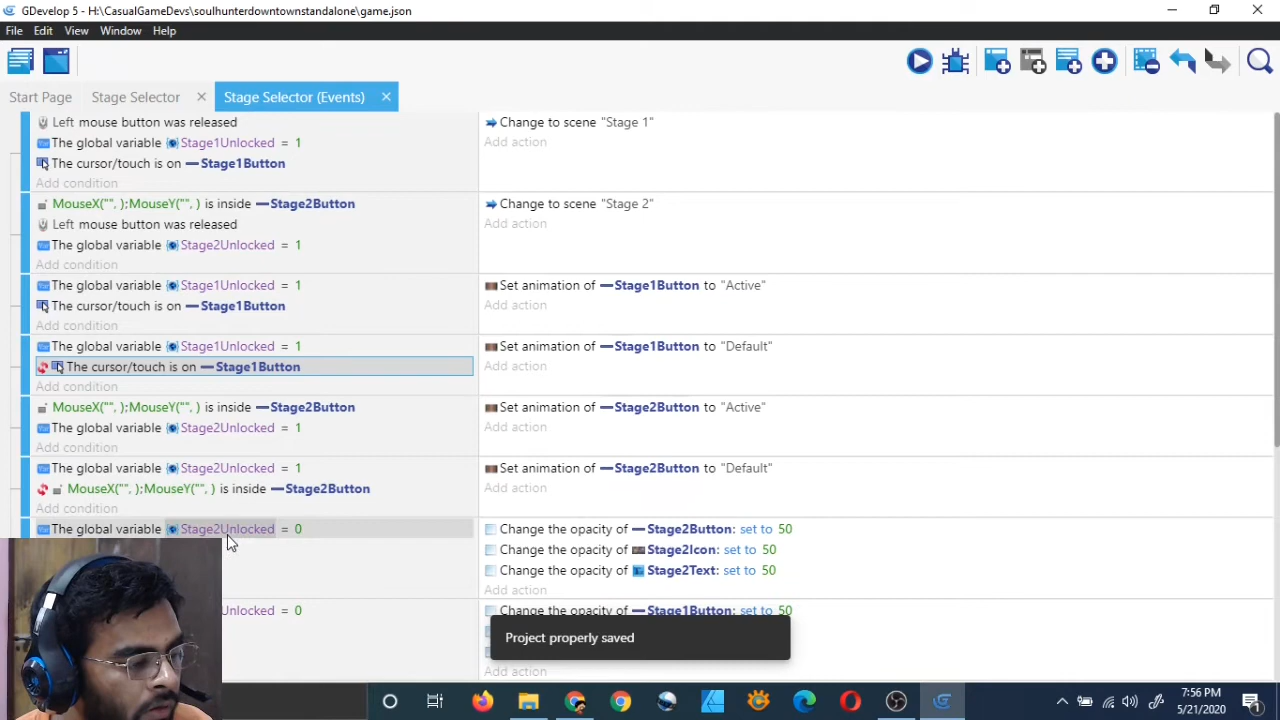 GDevelop 5 - H:\CasualGameDevs\soulhunterdowntownstandalone\game.json
File Edit View Window Help
Start Page Stage Selector Stage Selector (Events)
Left mouse button was released Change to scene "Stage 1"
The global variable Stage1Unlocked = 1 Add action
The cursor/touch is on Stage1Button
Add condition
MouseX("", );MouseY("", ) is inside Stage2Button Change to scene "Stage 2"
Left mouse button was released Add action
The global variable Stage2Unlocked = 1
Add condition
The global variable Stage1Unlocked = 1 Set animation of Stage1Button to "Active"
The cursor/touch is on Stage1Button Add action
Add condition
The global variable Stage1Unlocked = 1 Set animation of Stage1Button to "Default"
The cursor/touch is on Stage1Button Add action
Add condition
MouseX("", );MouseY("", ) is inside Stage2Button Set animation of Stage2Button to "Active"
The global variable Stage2Unlocked = 1 Add action
Add condition
The global variable Stage2Unlocked = 1 Set animation of Stage2Button to "Default"
MouseX("", );MouseY("", ) is inside Stage2Button Add action
Add condition
The global variable Stage2Unlocked = 0 Change the opacity of Stage2Button: set to 50
Change the opacity of Stage2Icon: set to 50
Change the opacity of Stage2Text: set to 50
Add action
Unlocked = 0 Change the opacity of Stage1Button: set to 50
Project properly saved
Add action
7:56 PM
5/21/2020